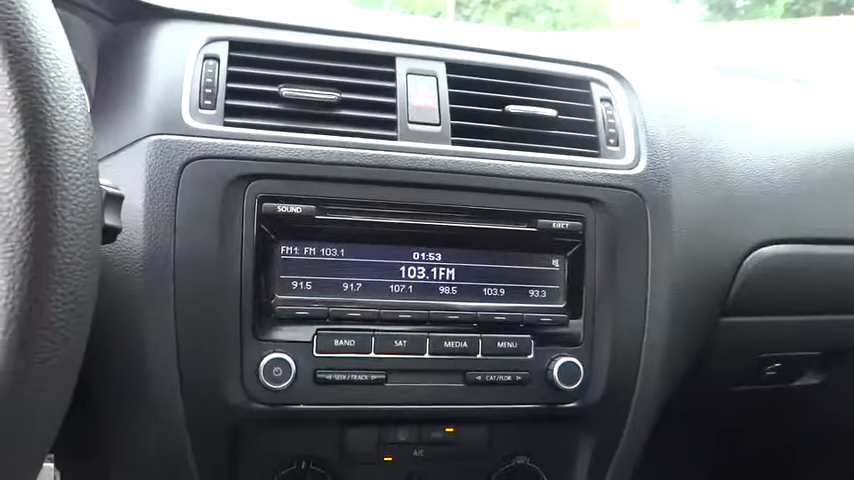 SOUND
EJECT
FM1: FM 103.1 01:53
103.1FM
91.5 91.7 107.1 98.5 103.9 93.3
BAND SAT MEDIA MENU
◁ SEEK/TRACK ▷ ◁ CAT/FLDR ▷
A/C